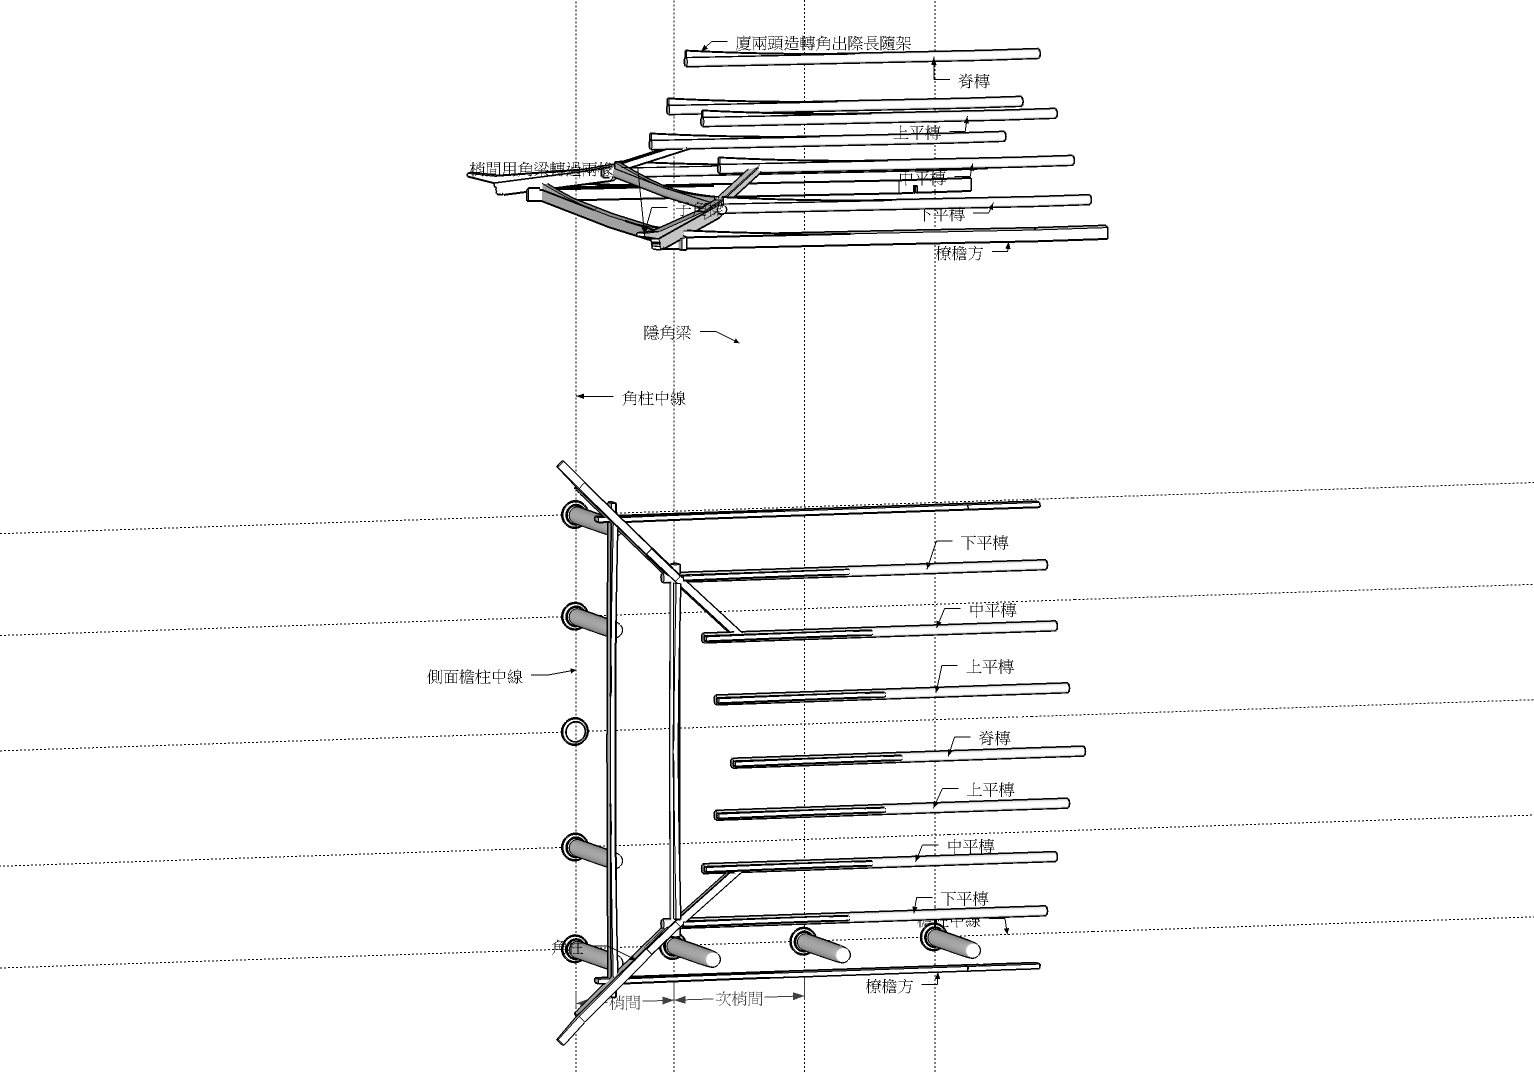 廈兩頭造轉角出際長隨架
脊槫
上平槫
梢間用角梁轉過兩椽
中平槫
下平槫
橑檐方
隱角梁
角柱中線
下平槫
中平槫
上平槫
側面檐柱中線
脊槫
上平槫
中平槫
下平槫
柱中線
角柱
橑檐方
梢間
次梢間